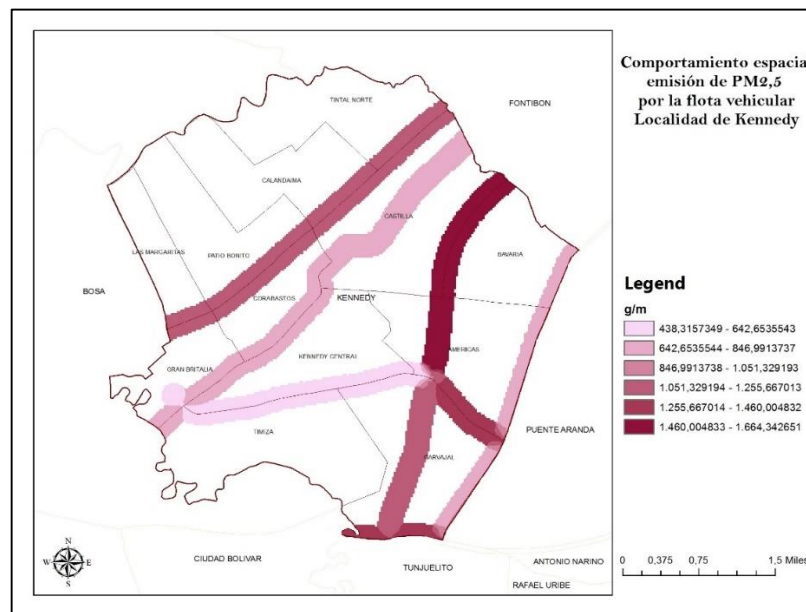 Comportamiento espacia
emisión de PM2,5
por la flota vehicular
Localidad de Kennedy
TINTAL NORTE
FONTIBON
CALANDAIMA
CASTILLA
LAS MARGARITAS
PATIO BONITO
BAVARIA
BOSA
CORABASTOS
KENNEDY
GRAN BRITALIA
KENNEDY CENTRAL
AMERICAS
TIMIZA
CARVAJAL
PUENTE ARANDA
CIUDAD BOLIVAR
TUNJUELITO
ANTONIO NARINO
RAFAEL URIBE
Legend
g/m
438,3157349 - 642,6535543
642,6535544 - 846,9913737
846,9913738 - 1.051,329193
1.051,329194 - 1.255,667013
1.255,667014 - 1.460,004832
1.460,004833 - 1.664,342651
N
W E
S
0 0,375 0,75 1,5 Miles